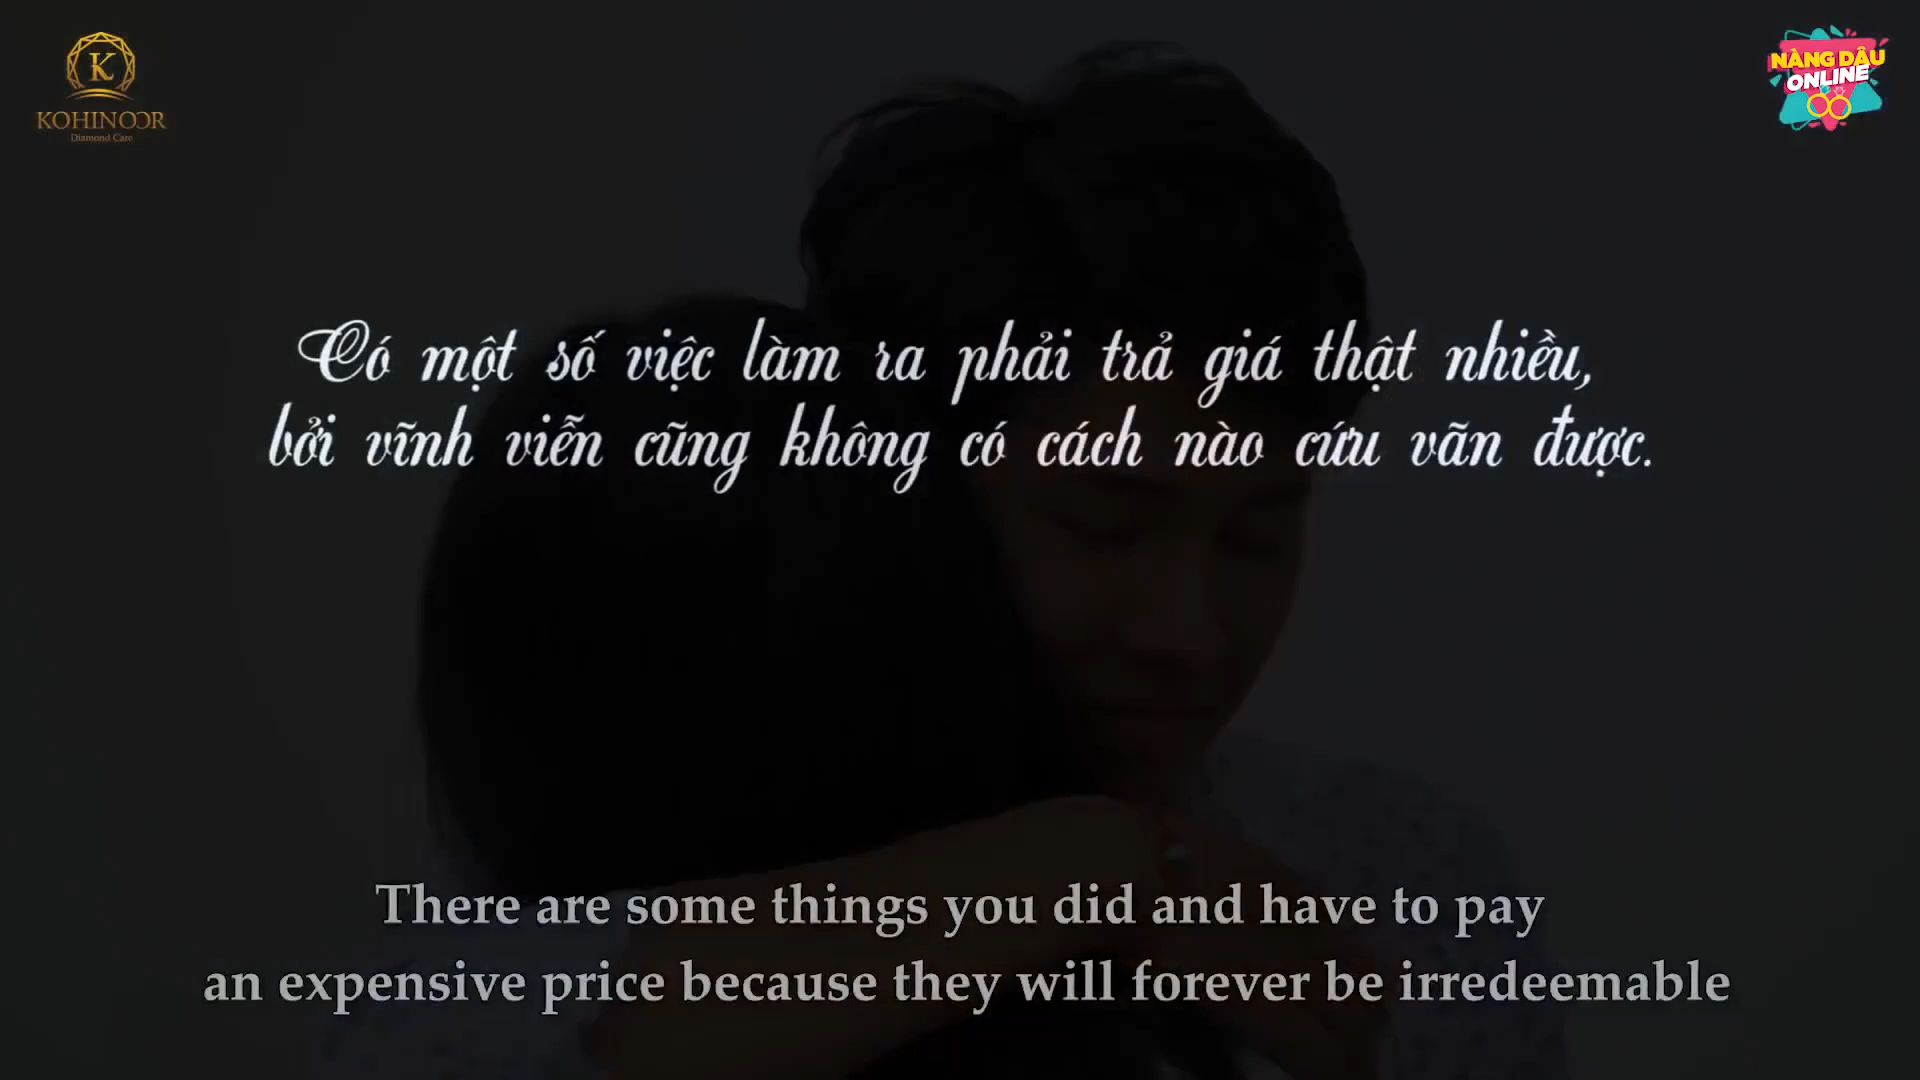 K
KOHINOOR
Diamond Care
NÀNG DÂU
ONLINE
Có một số việc làm ra phải trả giá thật nhiều,
bởi vĩnh viễn cũng không có cách nào cứu vãn được.
There are some things you did and have to pay
an expensive price because they will forever be irredeemable